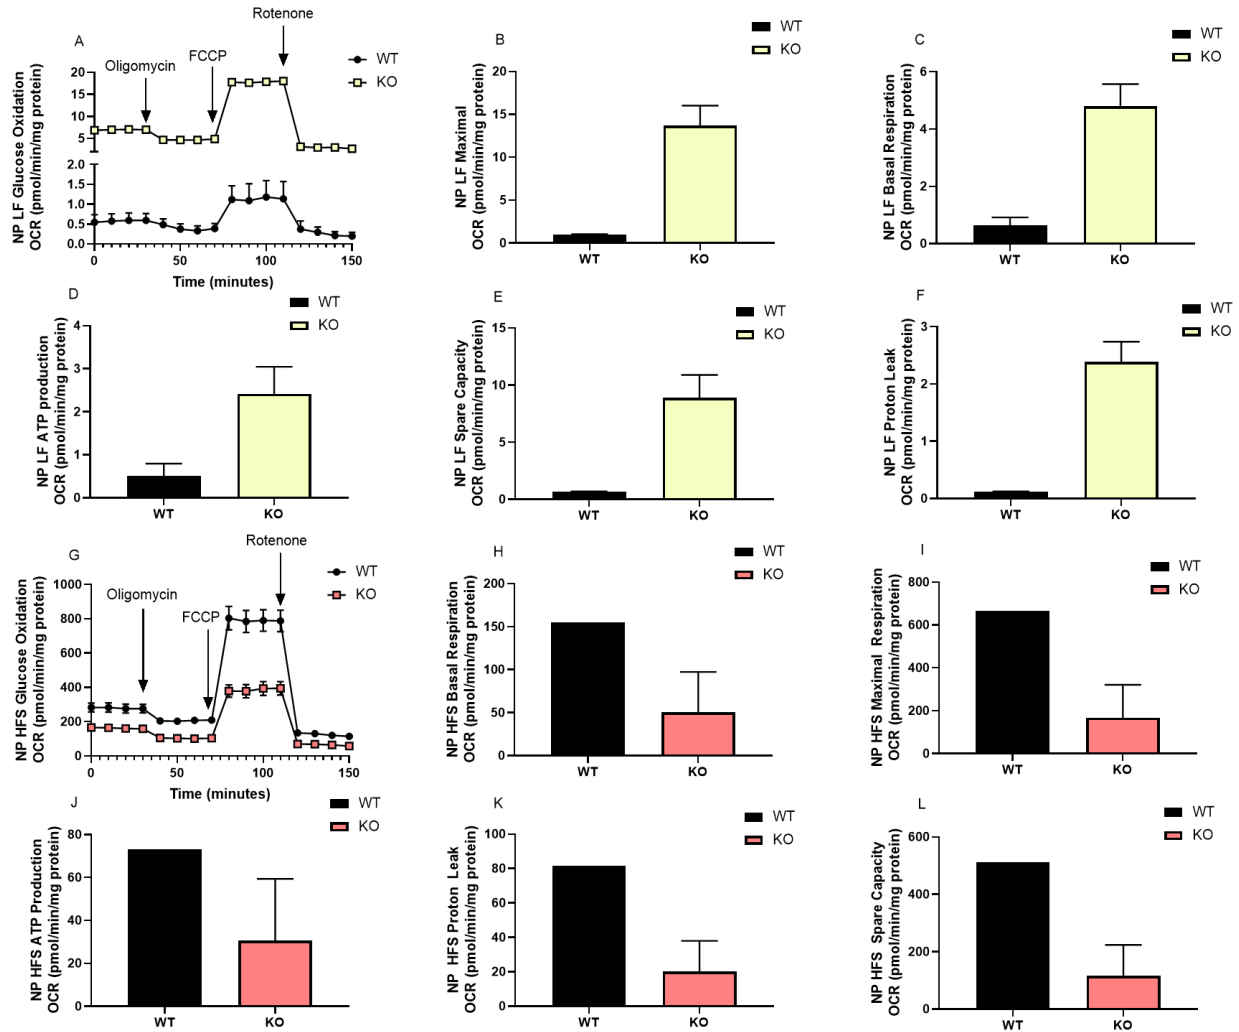 A
Oligomycin
FCCP
Rotenone
WT
KO
NP LF Glucose Oxidation
OCR (pmol/min/mg protein)
20
15
10
5
2.0
1.5
1.0
0.5
0.0
0 50 100 150
Time (minutes)
B
WT
KO
NP LF Maximal
OCR (pmol/min/mg protein)
20
15
10
5
0
WT KO
C
WT
KO
NP LF Basal Respiration
OCR (pmol/min/mg protein)
6
4
2
0
WT KO
D
WT
KO
NP LF ATP production
OCR (pmol/min/mg protein)
4
3
2
1
0
WT KO
E
WT
KO
NP LF Spare Capacity
OCR (pmol/min/mg protein)
15
10
5
0
WT KO
F
WT
KO
NP LF Proton Leak
OCR (pmol/min/mg protein)
3
2
1
0
WT KO
G
Oligomycin
FCCP
Rotenone
WT
KO
NP HFS Glucose Oxidation
OCR (pmol/min/mg protein)
1000
800
600
400
200
0
0 50 100 150
Time (minutes)
H
WT
KO
NP HFS Basal Respiration
OCR (pmol/min/mg protein)
200
150
100
50
0
WT KO
I
WT
KO
NP HFS Maximal Respiration
OCR (pmol/min/mg protein)
800
600
400
200
0
WT KO
J
WT
KO
NP HFS ATP Production
OCR (pmol/min/mg protein)
80
60
40
20
0
WT KO
K
WT
KO
NP HFS Proton Leak
OCR (pmol/min/mg protein)
100
80
60
40
20
0
WT KO
L
WT
KO
NP HFS Spare Capacity
OCR (pmol/min/mg protein)
600
400
200
0
WT KO